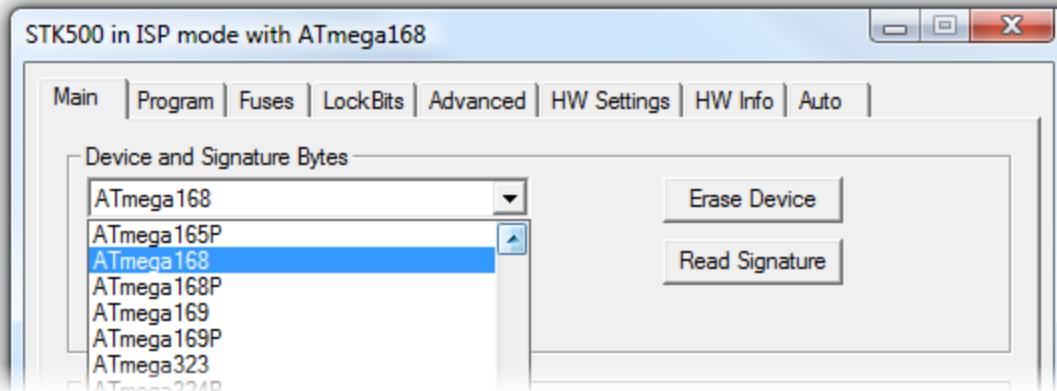 STK500 in ISP mode with ATmega168
Main Program Fuses LockBits Advanced HW Settings HW Info Auto
Device and Signature Bytes
ATmega168
Erase Device
ATmega165P
ATmega168
Read Signature
ATmega168P
ATmega169
ATmega169P
ATmega323
ATmega324P